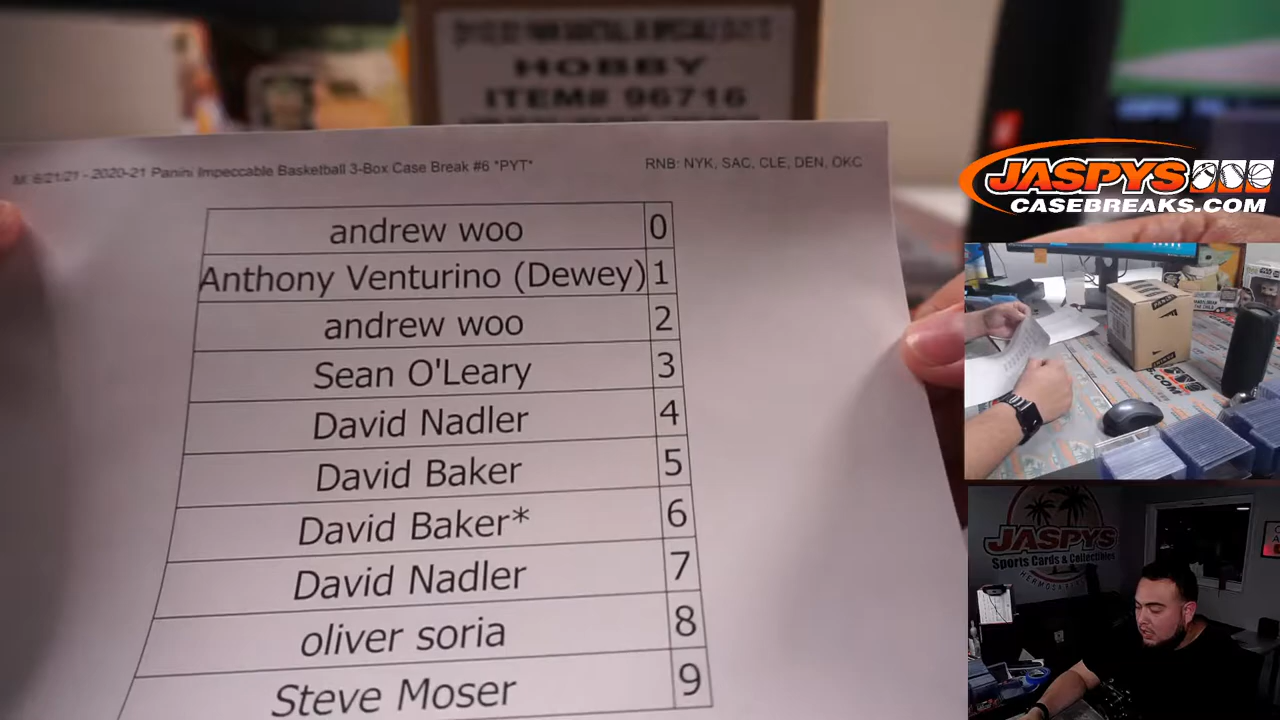 HOBBY
ITEM# 96716
M: 6/21/21 - 2020-21 Panini Impeccable Basketball 3-Box Case Break #6 *PYT*
RNB: NYK, SAC, CLE, DEN, OKC
andrew woo 0
Anthony Venturino (Dewey) 1
andrew woo 2
Sean O'Leary 3
David Nadler 4
David Baker 5
David Baker* 6
David Nadler 7
oliver soria 8
Steve Moser 9
JASPYS
CASEBREAKS.COM
JASPYS
Sports Cards & Collectibles